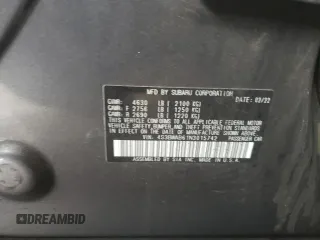 MFD BY SUBARU CORPORATION
DATE: 03/22
GVWR: 4630 LB ( 2100 KG)
GAWR: F 2756 LB ( 1250 KG)
GAWR: R 2690 LB ( 1220 KG)
THIS VEHICLE CONFORMS TO ALL APPLICABLE FEDERAL MOTOR
VEHICLE SAFETY, BUMPER, AND THEFT PREVENTION STANDARDS
IN EFFECT ON THE DATE OF MANUFACTURE SHOWN ABOVE.
VIN: PASSENGER CAR
ASSEMBLED BY SIA INC. MADE IN U.S.A.
DREAMBID